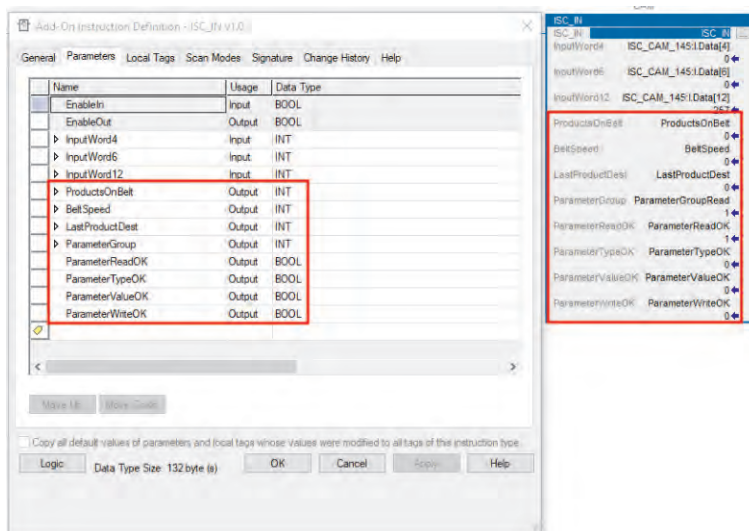 Add-On Instruction Definition - ISC_IN v1.0
General Parameters Local Tags Scan Modes Signature Change History Help
Name Usage Data Type
EnableIn Input BOOL
EnableOut Output BOOL
InputWord4 Input INT
InputWord6 Input INT
InputWord12 Input INT
ProductsOnBelt Output INT
BeltSpeed Output INT
LastProductDest Output INT
ParameterGroup Output INT
ParameterReadOK Output BOOL
ParameterTypeOK Output BOOL
ParameterValueOK Output BOOL
ParameterWriteOK Output BOOL
Move Up Move Down
Copy all default values of parameters and local tags whose values were modified to all tags of this instruction type
Logic Data Type Size: 132 byte (s) OK Cancel Apply Help
ISC_IN
ISC_IN ISC_IN
InputWord4 ISC_CAM_145:I.Data[4]
0
InputWord6 ISC_CAM_145:I.Data[6]
0
InputWord12 ISC_CAM_145:I.Data[12]
257
ProductsOnBelt ProductsOnBelt
0
BeltSpeed BeltSpeed
0
LastProductDest LastProductDest
0
ParameterGroup ParameterGroupRead
1
ParameterReadOK ParameterReadOK
1
ParameterTypeOK ParameterTypeOK
0
ParameterValueOK ParameterValueOK
0
ParameterWriteOK ParameterWriteOK
0